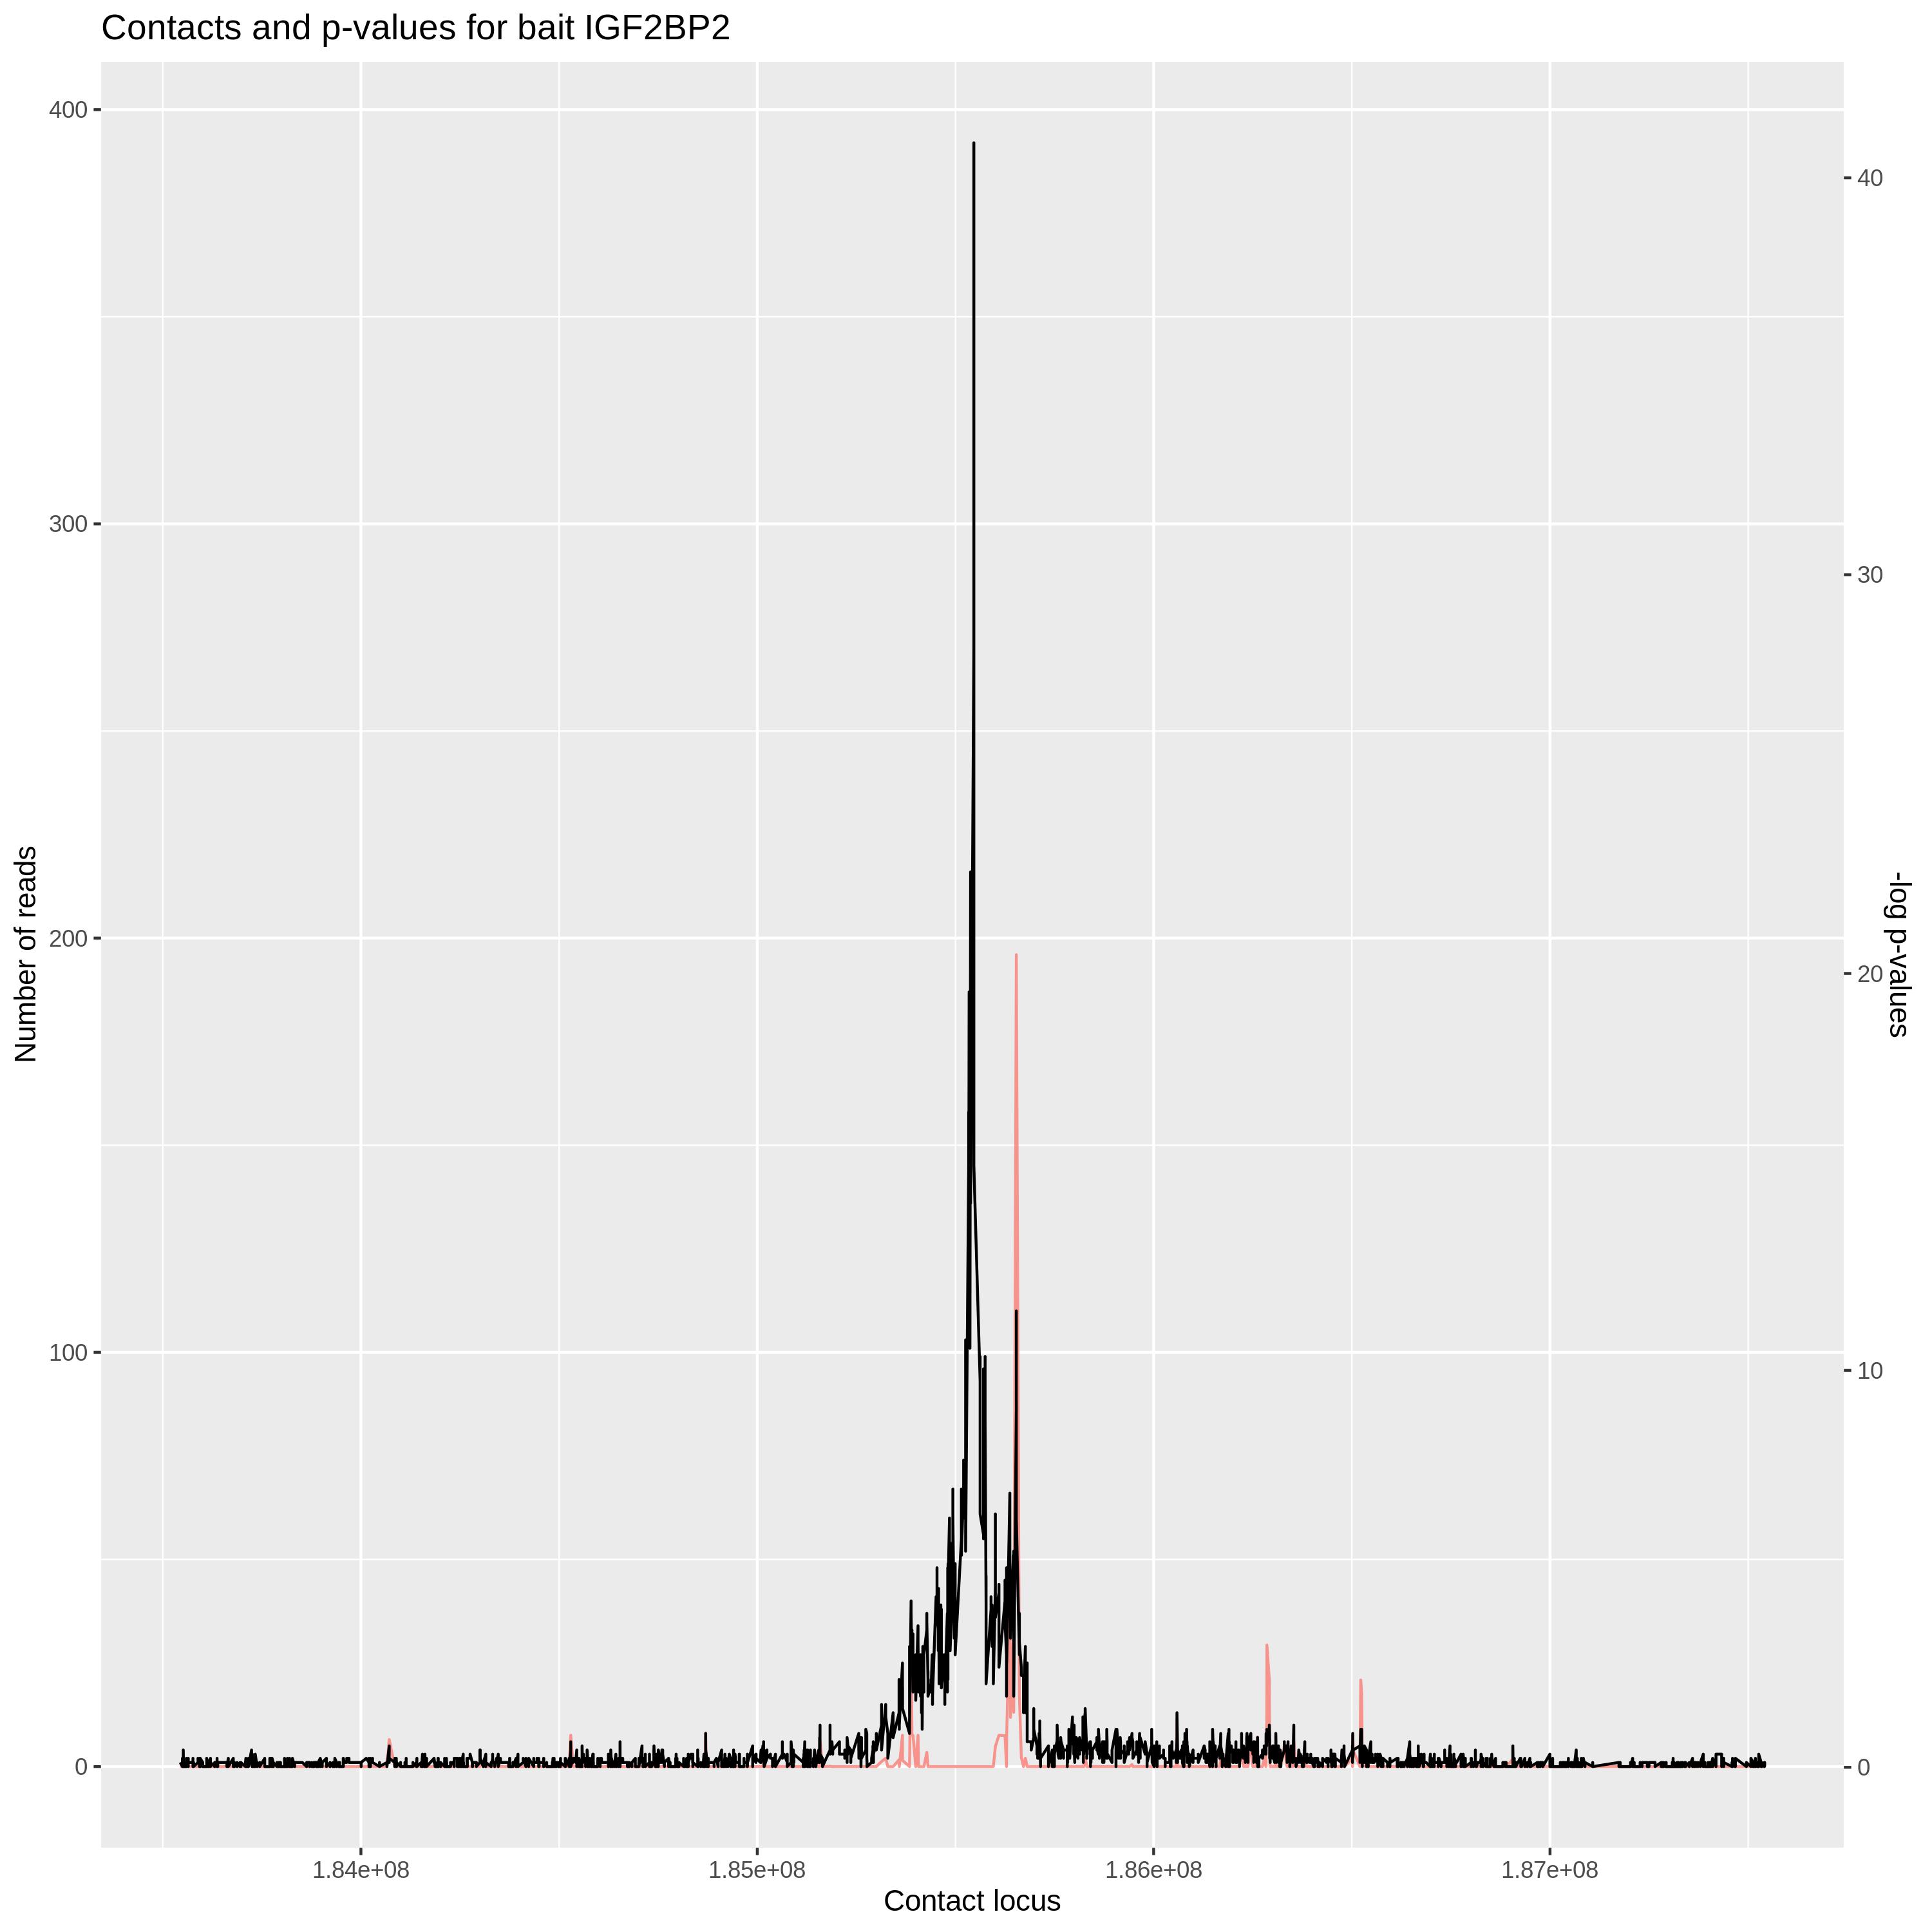 Contacts and p-values for bait IGF2BP2
400
300
200
100
0
Number of reads
40
30
20
10
0
-log p-values
1.84e+08
1.85e+08
1.86e+08
1.87e+08
Contact locus